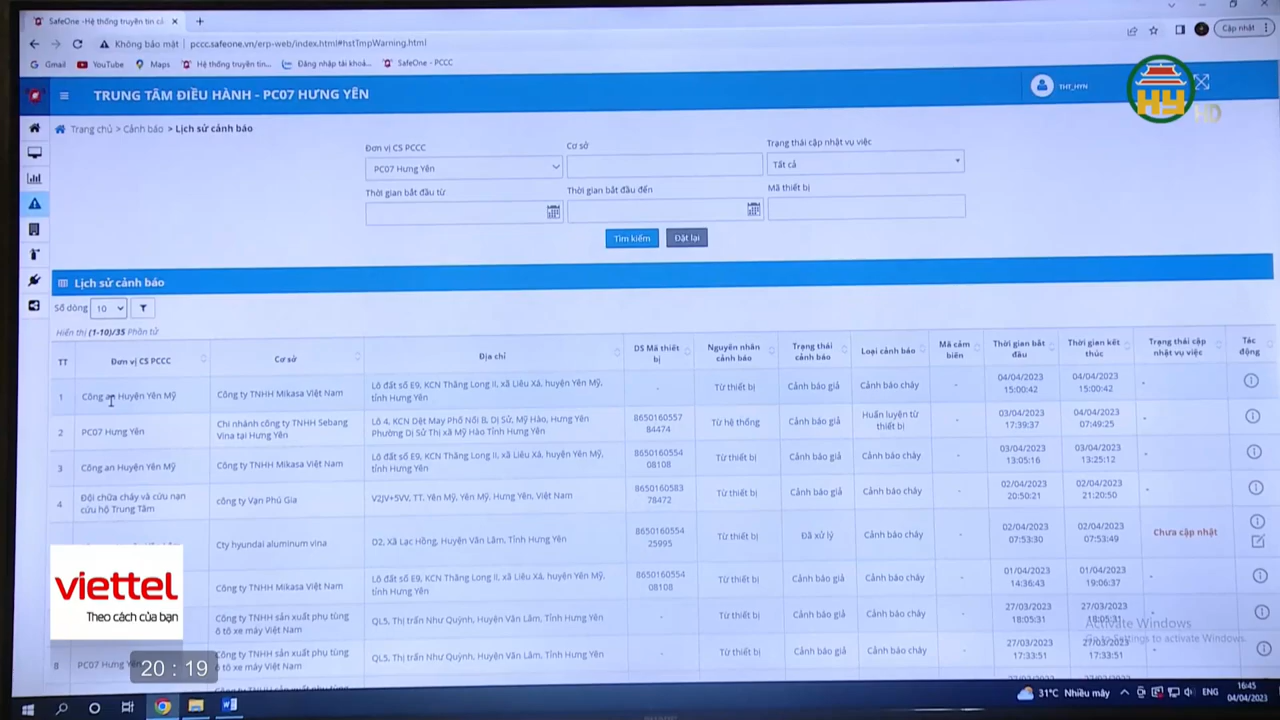 SafeOne -Hệ thống truyền tin cả
Không bảo mật | pccc.safeone.vn/erp-web/index.html#hstTmpWarning.html
Cập nhật
Gmail YouTube Maps Hệ thống truyền tin... Đăng nhập tài khoả... SafeOne - PCCC
TRUNG TÂM ĐIỀU HÀNH - PC07 HƯNG YÊN
THT_HYN
HY
HD
Trang chủ > Cảnh báo > Lịch sử cảnh báo
Đơn vị CS PCCC Cơ sở Trạng thái cập nhật vụ việc
PC07 Hưng Yên Tất cả
Thời gian bắt đầu từ Thời gian bắt đầu đến Mã thiết bị
Tìm kiếm Đặt lại
Lịch sử cảnh báo
Số dòng 10
Hiển thị (1-10)/35 Phần tử
TT Đơn vị CS PCCC Cơ sở Địa chỉ DS Mã thiết bị Nguyên nhân cảnh báo Trạng thái cảnh báo Loại cảnh báo Mã cảm biến Thời gian bắt đầu Thời gian kết thúc Trạng thái cập nhật vụ việc Tác động
1 Công an Huyện Yên Mỹ Công ty TNHH Mikasa Việt Nam Lô đất số E9, KCN Thăng Long II, xã Liêu Xá, huyện Yên Mỹ, tỉnh Hưng Yên - Từ thiết bị Cảnh báo giả Cảnh báo cháy - 04/04/2023 15:00:42 04/04/2023 15:00:42 -
2 PC07 Hưng Yên Chi nhánh công ty TNHH Sebang Vina tại Hưng Yên Lô 4, KCN Dệt May Phố Nối B, Dị Sử, Mỹ Hào, Hưng Yên Phường Dị Sử Thị xã Mỹ Hào Tỉnh Hưng Yên 8650160557 84474 Từ hệ thống Cảnh báo giả Huấn luyện từ thiết bị - 03/04/2023 17:39:37 04/04/2023 07:49:25 -
3 Công an Huyện Yên Mỹ Công ty TNHH Mikasa Việt Nam Lô đất số E9, KCN Thăng Long II, xã Liêu Xá, huyện Yên Mỹ, tỉnh Hưng Yên 8650160554 08108 Từ thiết bị Cảnh báo giả Cảnh báo cháy - 03/04/2023 13:05:16 03/04/2023 13:25:12 -
4 Đội chữa cháy và cứu nạn cứu hộ Trung Tâm công ty Vạn Phú Gia V2JV+5VV, TT. Yên Mỹ, Yên Mỹ, Hưng Yên, Việt Nam 8650160583 78472 Từ thiết bị Cảnh báo giả Cảnh báo cháy - 02/04/2023 20:50:21 02/04/2023 21:20:50 -
Cty hyundai aluminum vina D2, Xã Lạc Hồng, Huyện Văn Lâm, Tỉnh Hưng Yên 8650160554 25995 Từ thiết bị Đã xử lý Cảnh báo cháy - 02/04/2023 07:53:30 02/04/2023 07:53:49 Chưa cập nhật
Công ty TNHH Mikasa Việt Nam Lô đất số E9, KCN Thăng Long II, xã Liêu Xá, huyện Yên Mỹ, tỉnh Hưng Yên 8650160554 08108 Từ thiết bị Cảnh báo giả Cảnh báo cháy - 01/04/2023 14:36:43 01/04/2023 19:06:37 -
Công ty TNHH sản xuất phụ tùng ô tô xe máy Việt Nam QL5, Thị trấn Như Quỳnh, Huyện Văn Lâm, Tỉnh Hưng Yên - Từ thiết bị Cảnh báo giả Cảnh báo cháy - 27/03/2023 18:05:31 27/03/2023 18:05:31 -
8 PC07 Hưng Công ty TNHH sản xuất phụ tùng ô tô xe máy Việt Nam QL5, Thị trấn Như Quỳnh, Huyện Văn Lâm, Tỉnh Hưng Yên - Từ thiết bị Cảnh báo giả Cảnh báo cháy - 27/03/2023 17:33:51 27/03/2023 17:33:51 -
viettel
Theo cách của bạn
20 : 19
Activate Windows
Go to Settings to activate Windows.
31°C Nhiều mây ENG 16:45
04/04/2023